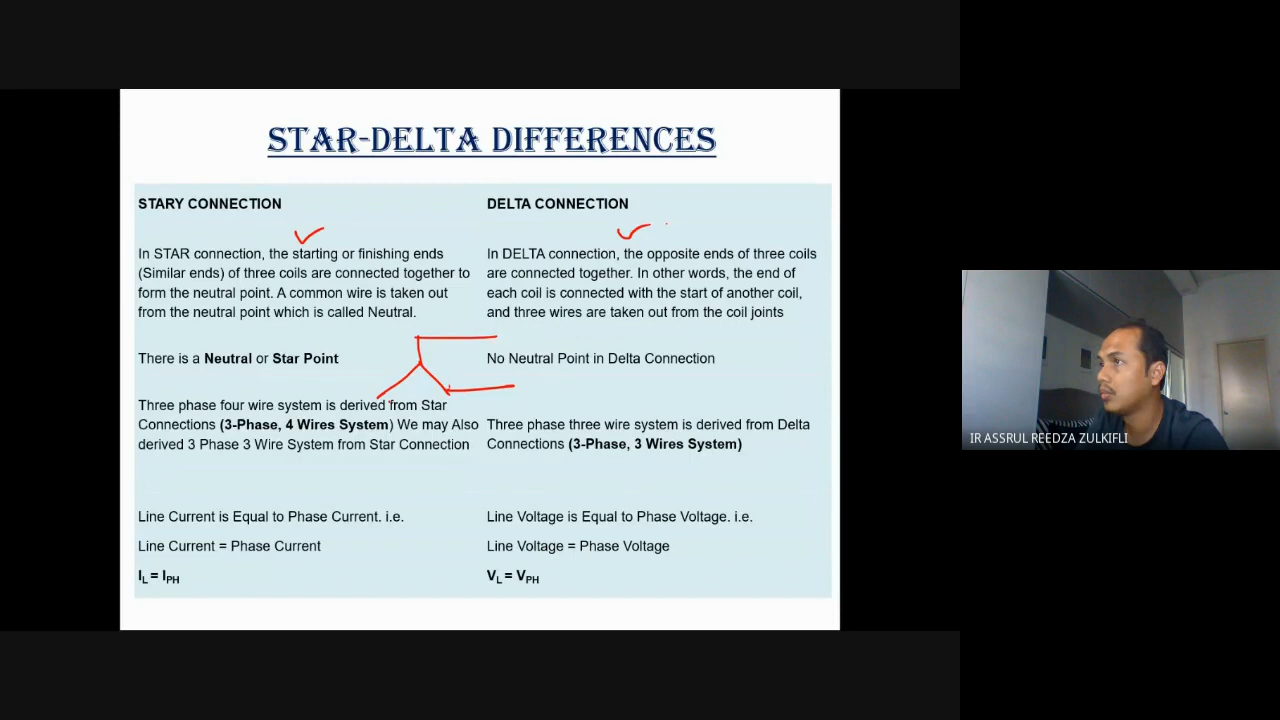 STAR-DELTA DIFFERENCES
STARY CONNECTION
In STAR connection, the starting or finishing ends
(Similar ends) of three coils are connected together to
form the neutral point. A common wire is taken out
from the neutral point which is called Neutral.
There is a Neutral or Star Point
Three phase four wire system is derived from Star
Connections (3-Phase, 4 Wires System) We may Also
derived 3 Phase 3 Wire System from Star Connection
Line Current is Equal to Phase Current. i.e.
Line Current = Phase Current
IL = IPH
DELTA CONNECTION
In DELTA connection, the opposite ends of three coils
are connected together. In other words, the end of
each coil is connected with the start of another coil,
and three wires are taken out from the coil joints
No Neutral Point in Delta Connection
Three phase three wire system is derived from Delta
Connections (3-Phase, 3 Wires System)
Line Voltage is Equal to Phase Voltage. i.e.
Line Voltage = Phase Voltage
VL = VPH
IR ASSRUL REEDZA ZULKIFLI